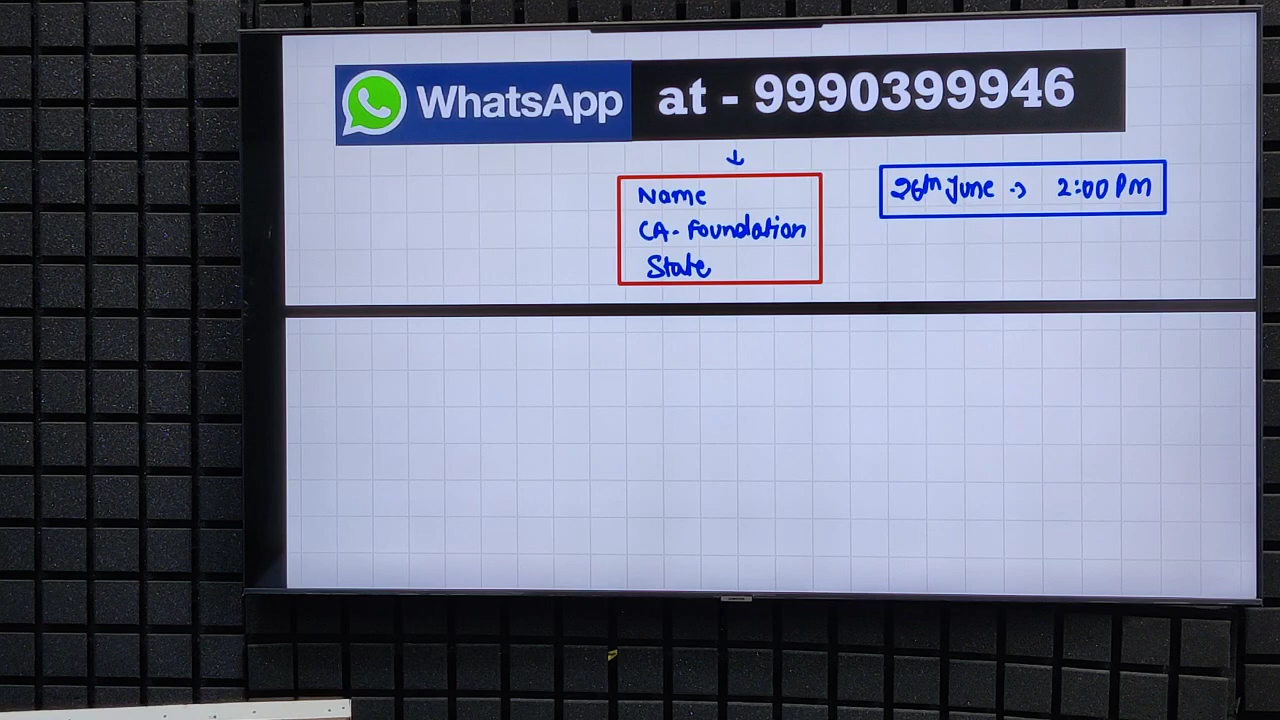 WhatsApp at - 9990399946
↓
Name
CA - Foundation
State
26th June → 2:00 Pm